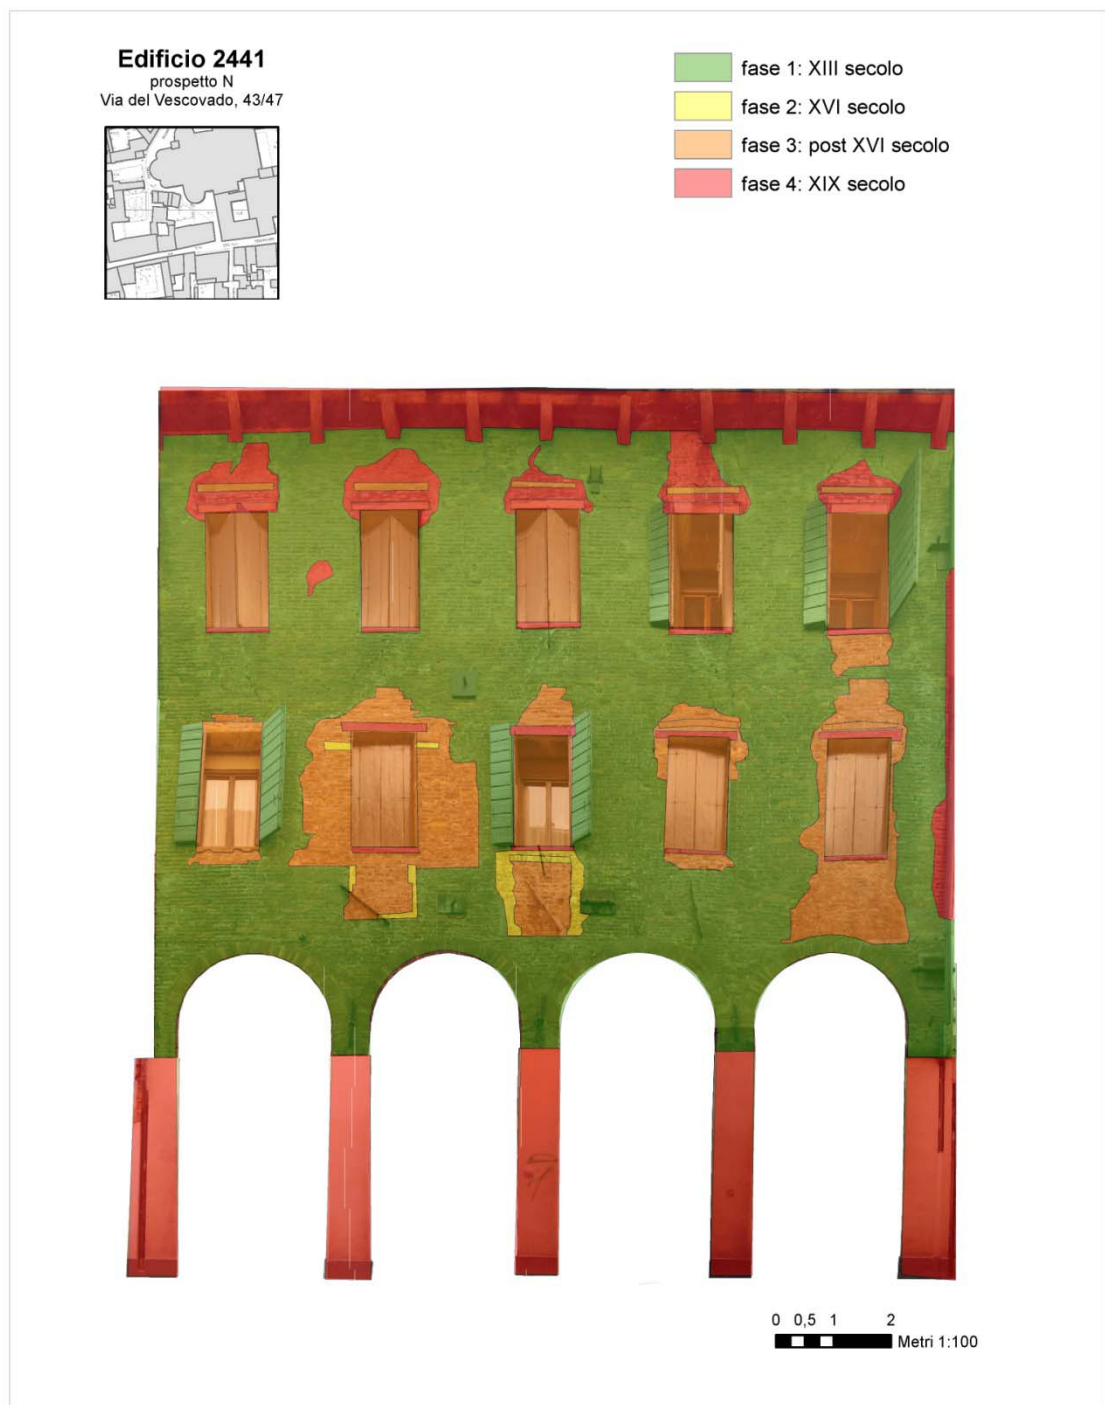 Edificio 2441
prospetto N
Via del Vescovado, 43/47
fase 1: XIII secolo
fase 2: XVI secolo
fase 3: post XVI secolo
fase 4: XIX secolo
0 0,5 1 2
Metri 1:100